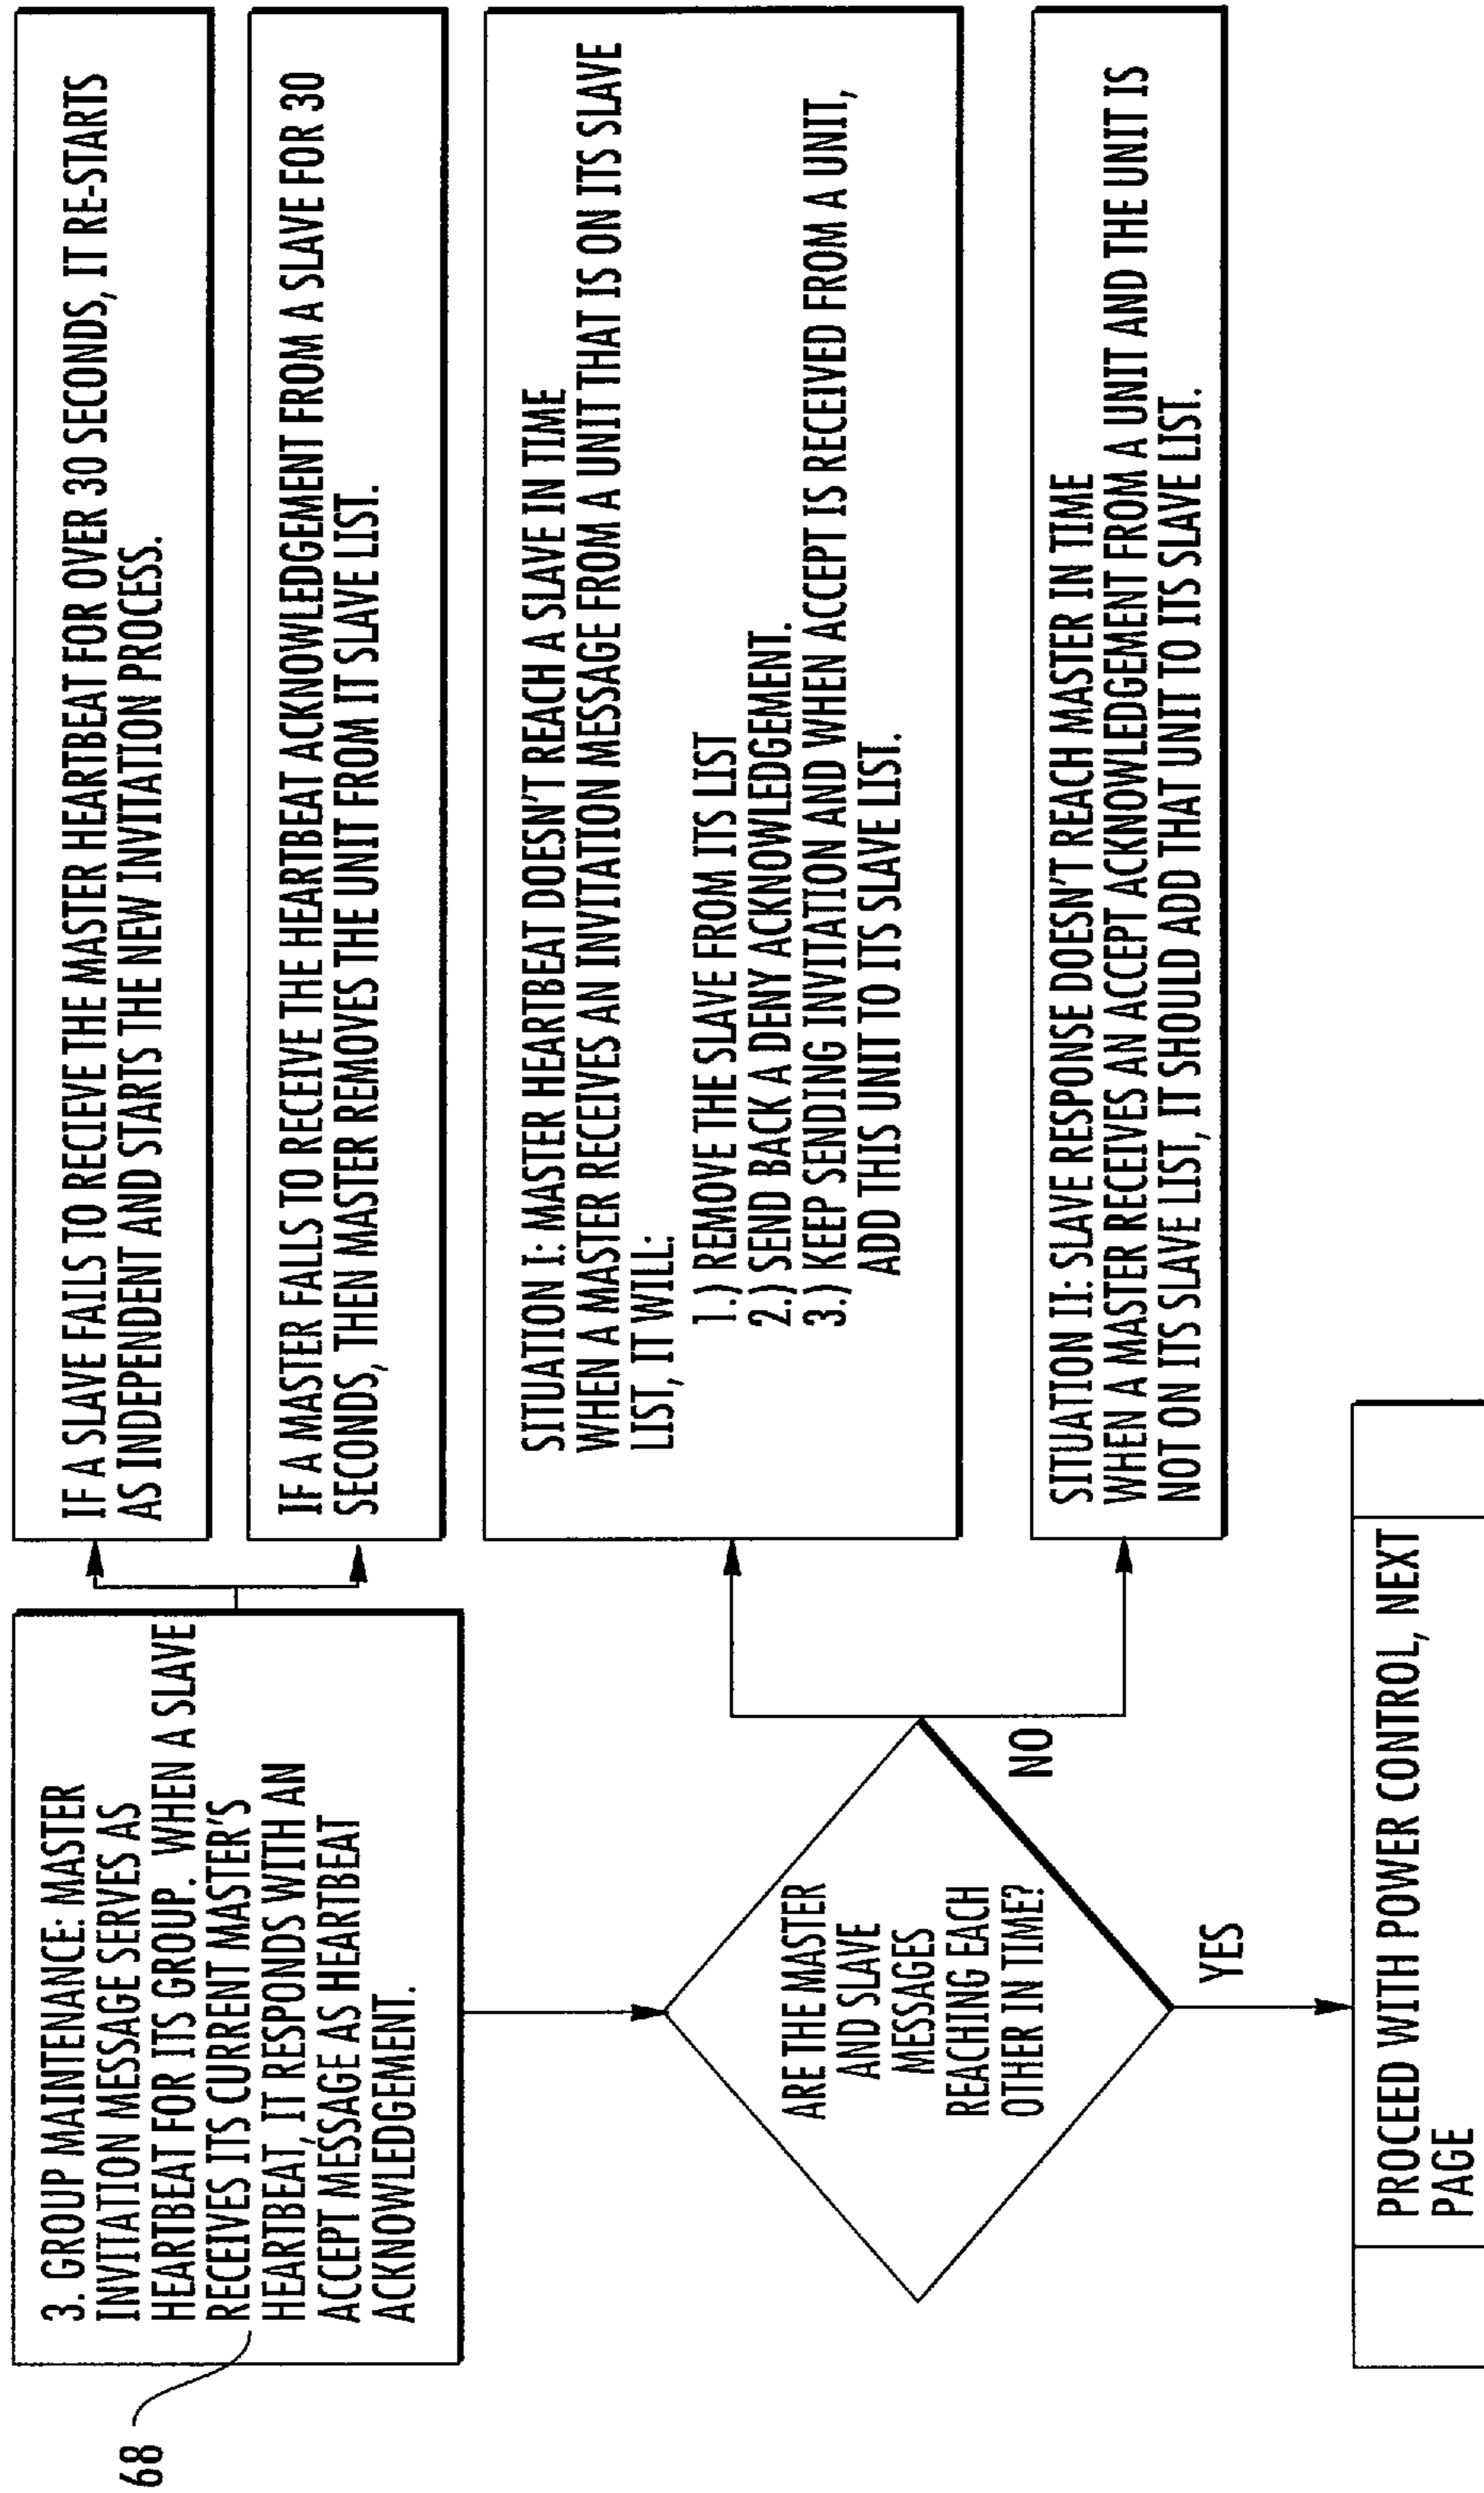 68
3. GROUP MAINTENANCE: MASTER
INVITATION MESSAGE SERVES AS
HEARTBEAT FOR ITS GROUP. WHEN A SLAVE
RECEIVES ITS CURRENT MASTER'S
HEARTBEAT, IT RESPONDS WITH AN
ACCEPT MESSAGE AS HEARTBEAT
ACKNOWLEDGEMENT.
IF A SLAVE FAILS TO RECIEVE THE MASTER HEARTBEAT FOR OVER 30 SECONDS, IT RE-STARTS
AS INDEPENDENT AND STARTS THE NEW INVITATION PROCESS.
IF A MASTER FALLS TO RECEIVE THE HEARTBEAT ACKNOWLEDGEMENT FROM A SLAVE FOR 30
SECONDS, THEN MASTER REMOVES THE UNIT FROM IT SLAVE LIST.
ARE THE MASTER
AND SLAVE
MESSAGES
REACHING EACH
OTHER IN TIME?
NO
SITUATION I: MASTER HEARTBEAT DOESN'T REACH A SLAVE IN TIME
WHEN A MASTER RECEIVES AN INVITATION MESSAGE FROM A UNIT THAT IS ON ITS SLAVE
LIST, IT WILL:
1.) REMOVE THE SLAVE FROM ITS LIST
2.) SEND BACK A DENY ACKNOWLEDGEMENT.
3.) KEEP SENDING INVITATION AND WHEN ACCEPT IS RECEIVED FROM A UNIT,
ADD THIS UNIT TO ITS SLAVE LIST.
SITUATION II: SLAVE RESPONSE DOESN'T REACH MASTER IN TIME
WHEN A MASTER RECEIVES AN ACCEPT ACKNOWLEDGEMENT FROM A UNIT AND THE UNIT IS
NOT ON ITS SLAVE LIST, IT SHOULD ADD THAT UNIT TO ITS SLAVE LIST.
YES
PROCEED WITH POWER CONTROL, NEXT
PAGE